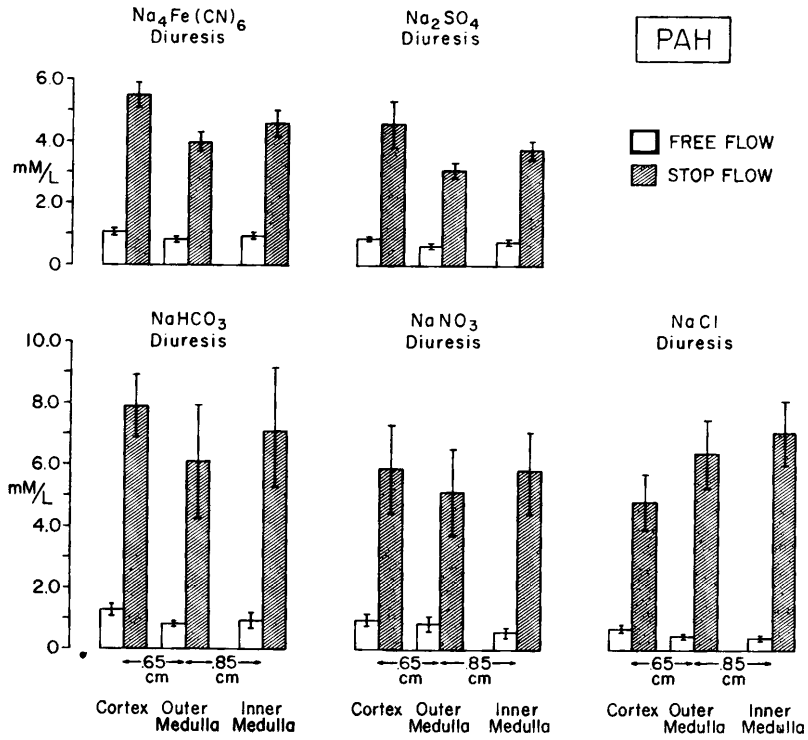 Na4Fe(CN)6
Diuresis
Na2SO4
Diuresis
PAH
FREE FLOW
STOP FLOW
6.0
4.0
mM/L
2.0
0
NaHCO3
Diuresis
NaNO3
Diuresis
NaCl
Diuresis
10.0
8.0
6.0
mM/L
4.0
2.0
0
.65 cm
.85 cm
.65 cm
.85 cm
.65 cm
.85 cm
Cortex
Outer Medulla
Inner Medulla
Cortex
Outer Medulla
Inner Medulla
Cortex
Outer Medulla
Inner Medulla